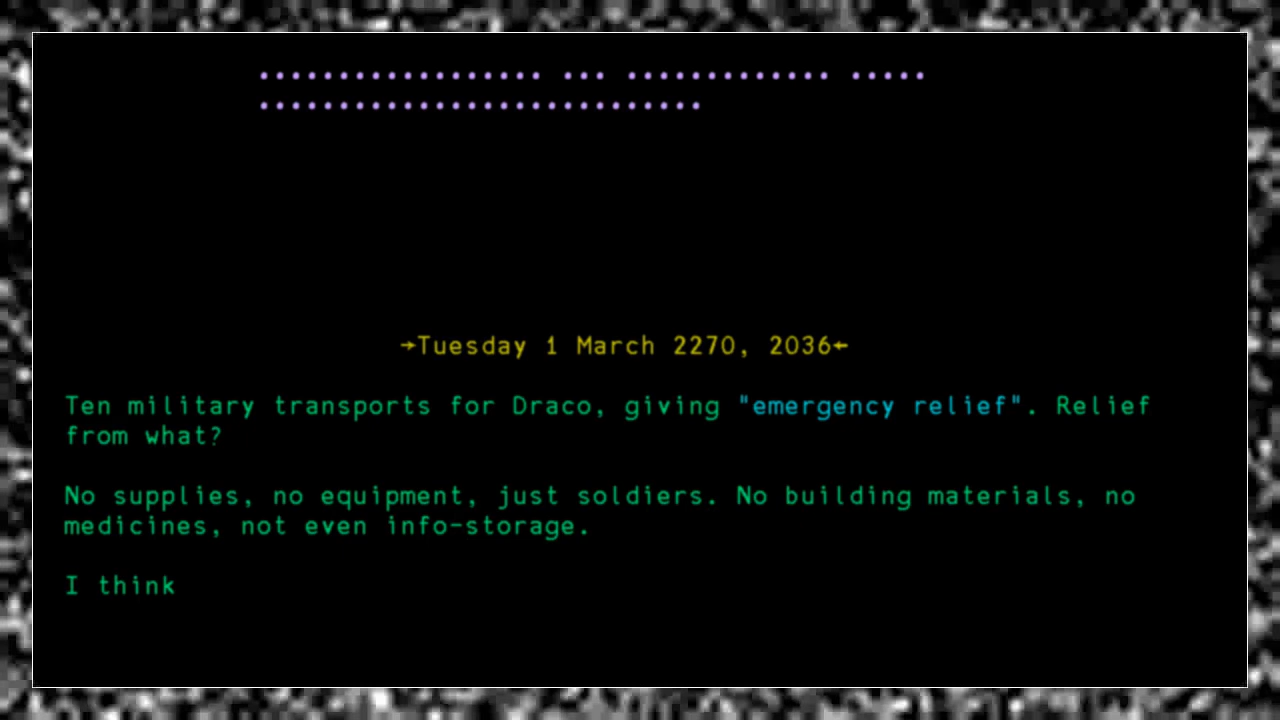 →Tuesday 1 March 2270, 2036←
Ten military transports for Draco, giving "emergency relief". Relief
from what?
No supplies, no equipment, just soldiers. No building materials, no
medicines, not even info-storage.
I think